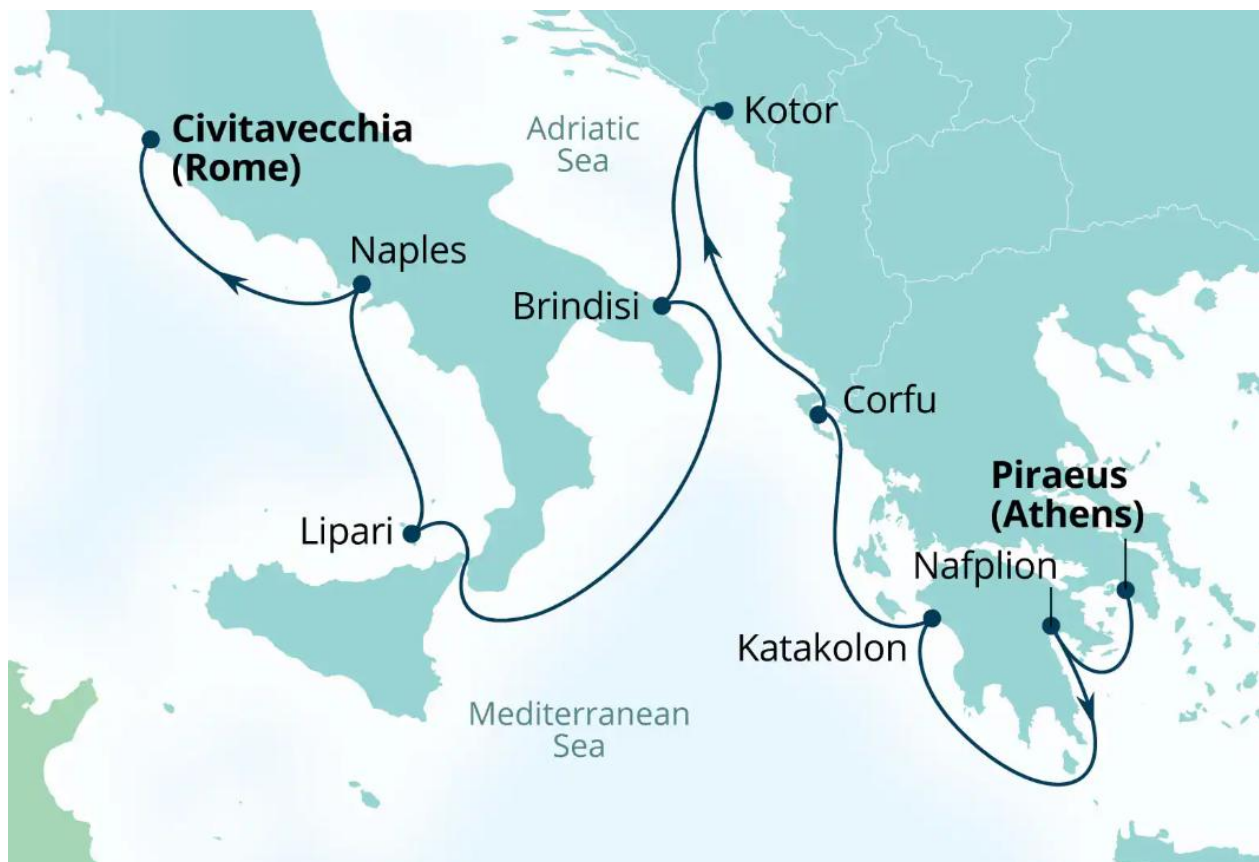 Civitavecchia
(Rome)
Adriatic
Sea
Kotor
Naples
Brindisi
Corfu
Piraeus
(Athens)
Lipari
Nafplion
Katakolon
Mediterranean
Sea